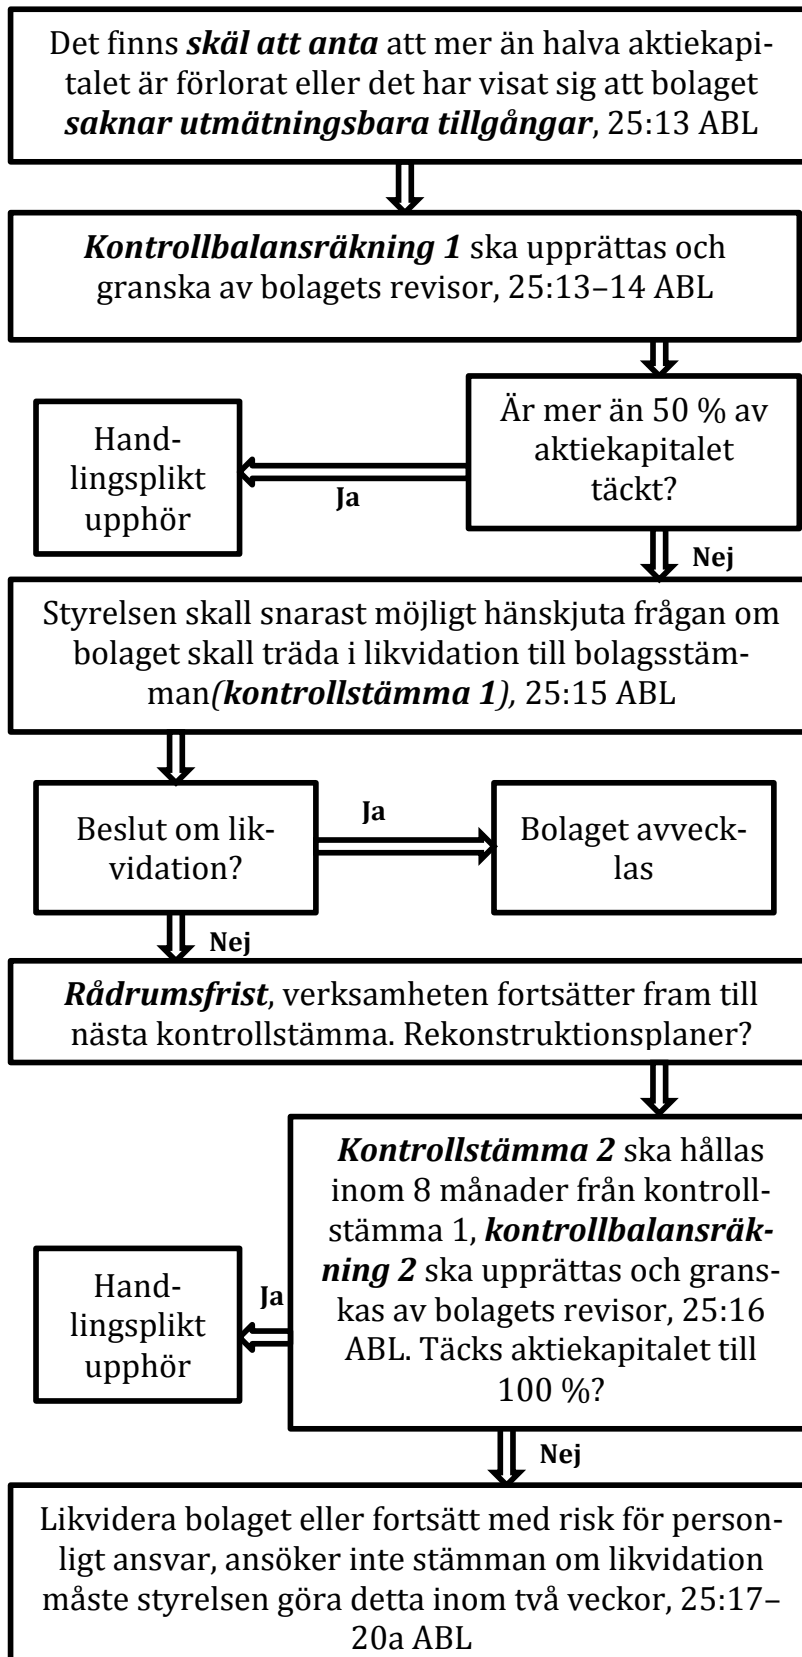 Det finns skäl att anta att mer än halva aktiekapi-
talet är förlorat eller det har visat sig att bolaget
saknar utmätningsbara tillgångar, 25:13 ABL
Kontrollbalansräkning 1 ska upprättas och
granska av bolagets revisor, 25:13–14 ABL
Är mer än 50 % av
aktiekapitalet
täckt?
Ja
Hand-
lingsplikt
upphör
Nej
Styrelsen skall snarast möjligt hänskjuta frågan om
bolaget skall träda i likvidation till bolagsstäm-
man(kontrollstämma 1), 25:15 ABL
Beslut om lik-
vidation?
Ja
Bolaget avveck-
las
Nej
Rådrumsfrist, verksamheten fortsätter fram till
nästa kontrollstämma. Rekonstruktionsplaner?
Kontrollstämma 2 ska hållas
inom 8 månader från kontroll-
stämma 1, kontrollbalansräk-
ning 2 ska upprättas och grans-
kas av bolagets revisor, 25:16
ABL. Täcks aktiekapitalet till
100 %?
Ja
Hand-
lingsplikt
upphör
Nej
Likvidera bolaget eller fortsätt med risk för person-
ligt ansvar, ansöker inte stämman om likvidation
måste styrelsen göra detta inom två veckor, 25:17–
20a ABL